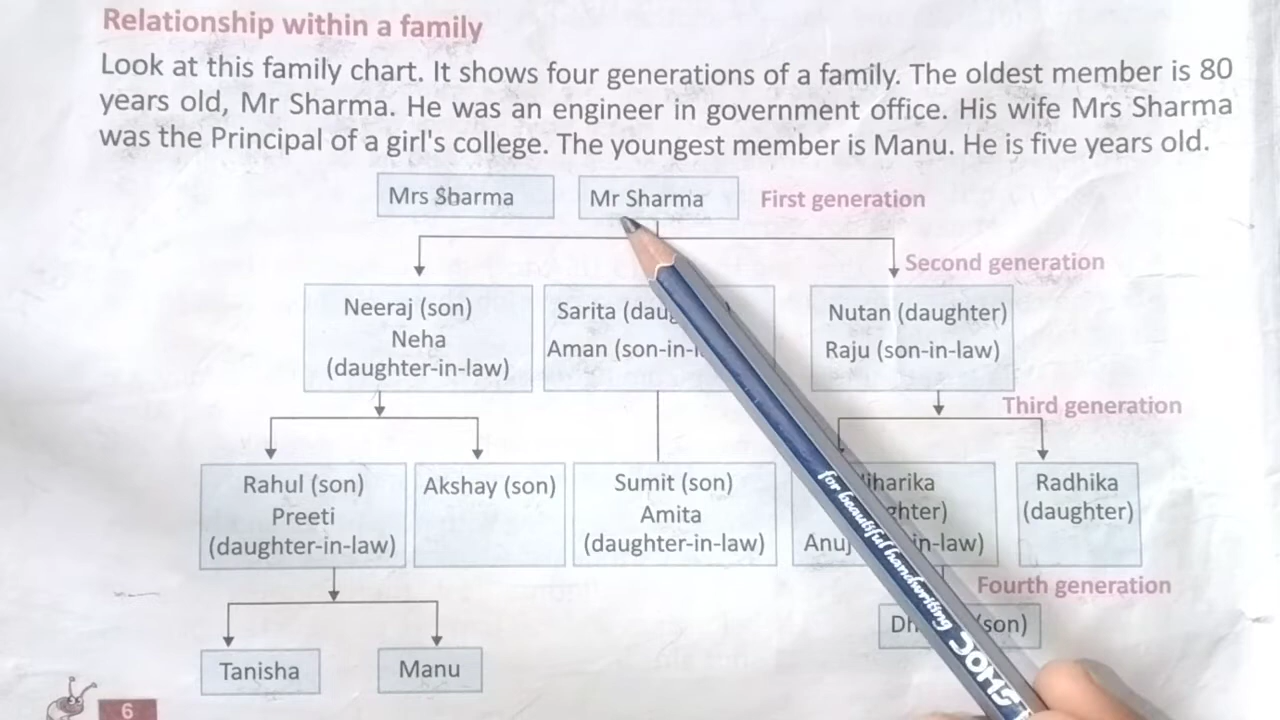 Relationship within a family
Look at this family chart. It shows four generations of a family. The oldest member is 80
years old, Mr Sharma. He was an engineer in government office. His wife Mrs Sharma
was the Principal of a girl's college. The youngest member is Manu. He is five years old.
Mrs Sharma
Mr Sharma
First generation
Second generation
Neeraj (son)
Neha
(daughter-in-law)
Sarita
Aman
Nutan (daughter)
Raju (son-in-law)
Third generation
Rahul (son)
Preeti
(daughter-in-law)
Akshay (son)
Sumit (son)
Amita
(daughter-in-law)
Radhika
(daughter)
Fourth generation
(son)
Tanisha
Manu
6
for beautiful handwriting DOMS